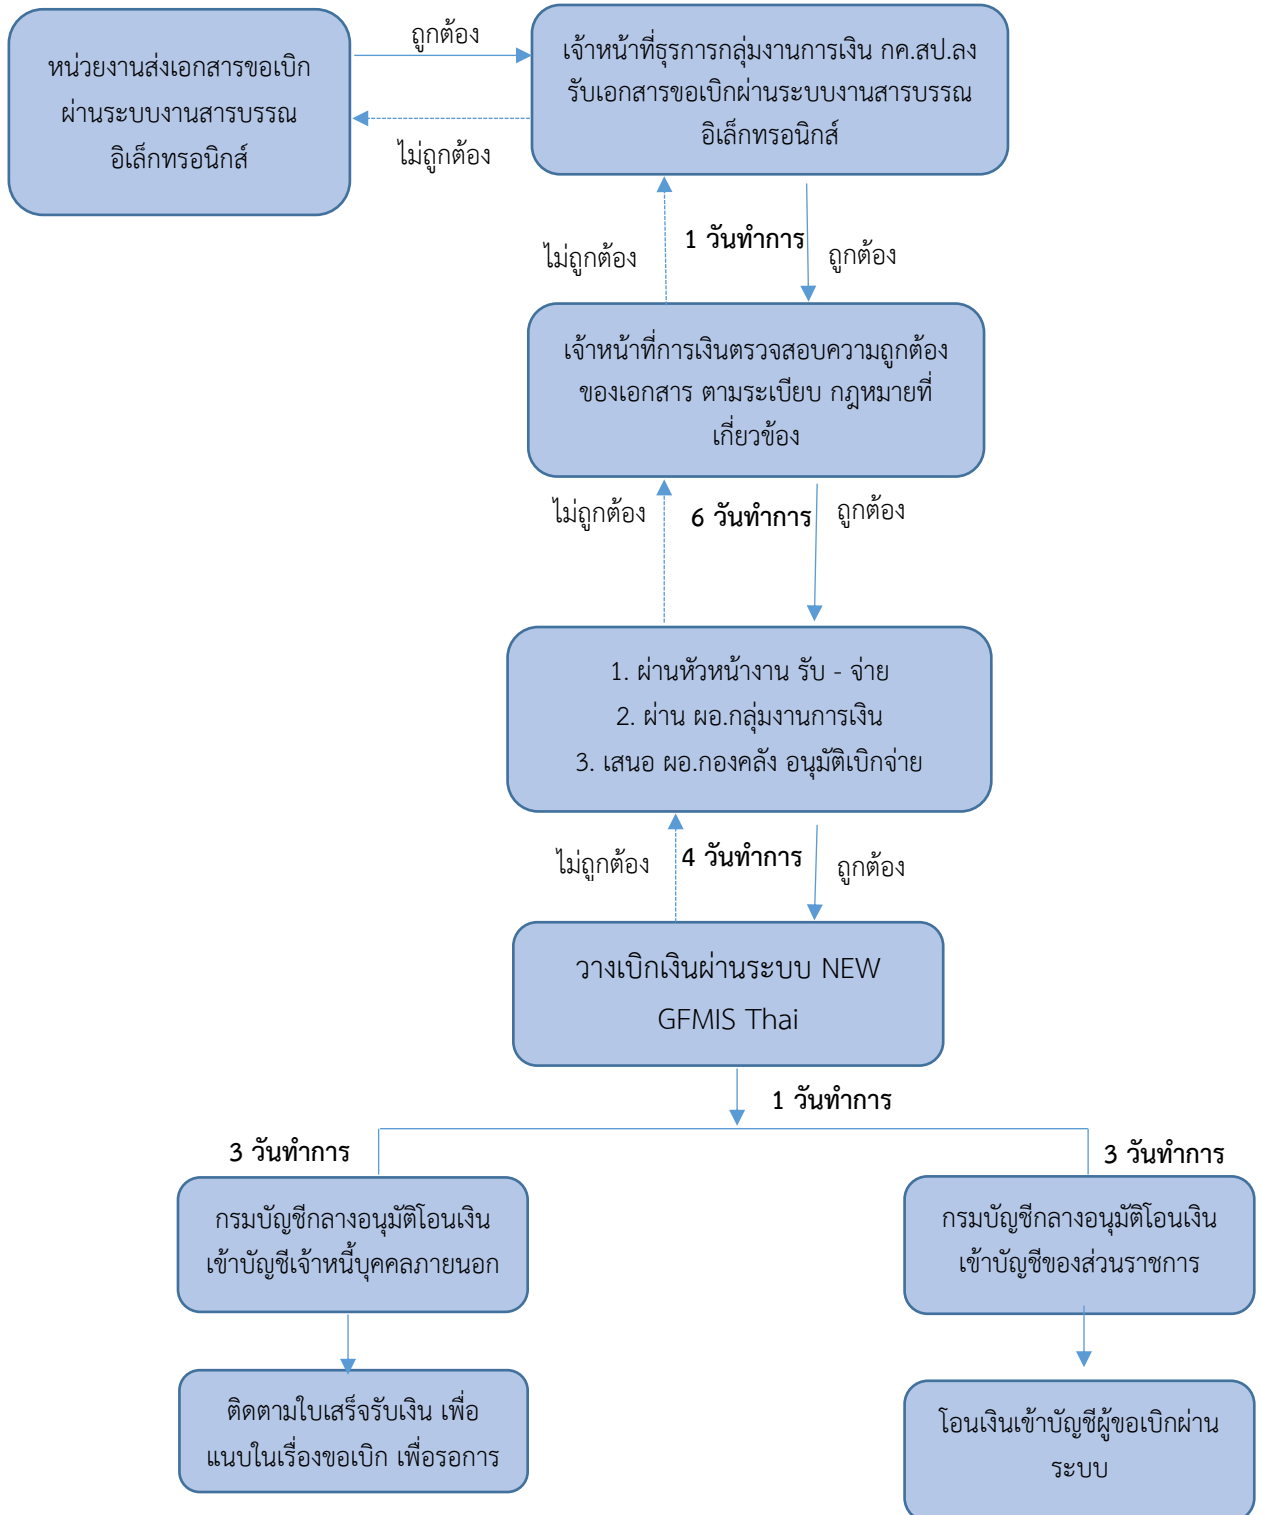 หน่วยงานส่งเอกสารขอเบิก
ผ่านระบบงานสารบรรณ
อิเล็กทรอนิกส์
ถูกต้อง
ไม่ถูกต้อง
เจ้าหน้าที่ธุรการกลุ่มงานการเงิน กค.สป.ลง
รับเอกสารขอเบิกผ่านระบบงานสารบรรณ
อิเล็กทรอนิกส์
ไม่ถูกต้อง
1 วันทำการ
ถูกต้อง
เจ้าหน้าที่การเงินตรวจสอบความถูกต้อง
ของเอกสาร ตามระเบียบ กฎหมายที่
เกี่ยวข้อง
ไม่ถูกต้อง
6 วันทำการ
ถูกต้อง
1. ผ่านหัวหน้างาน รับ - จ่าย
2. ผ่าน ผอ.กลุ่มงานการเงิน
3. เสนอ ผอ.กองคลัง อนุมัติเบิกจ่าย
ไม่ถูกต้อง
4 วันทำการ
ถูกต้อง
วางเบิกเงินผ่านระบบ NEW
GFMIS Thai
1 วันทำการ
3 วันทำการ
3 วันทำการ
กรมบัญชีกลางอนุมัติโอนเงิน
เข้าบัญชีเจ้าหนี้บุคคลภายนอก
กรมบัญชีกลางอนุมัติโอนเงิน
เข้าบัญชีของส่วนราชการ
ติดตามใบเสร็จรับเงิน เพื่อ
แนบในเรื่องขอเบิก เพื่อรอการ
โอนเงินเข้าบัญชีผู้ขอเบิกผ่าน
ระบบ